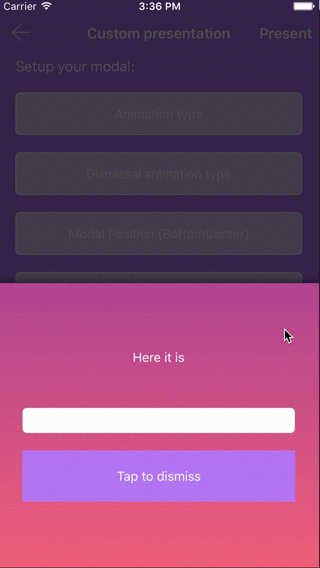 Carrier 3:36 PM
Custom presentation Present
Setup your modal:
Animation type
Dismissal animation type
Modal Position (BottomCenter)
Here it is
Tap to dismiss